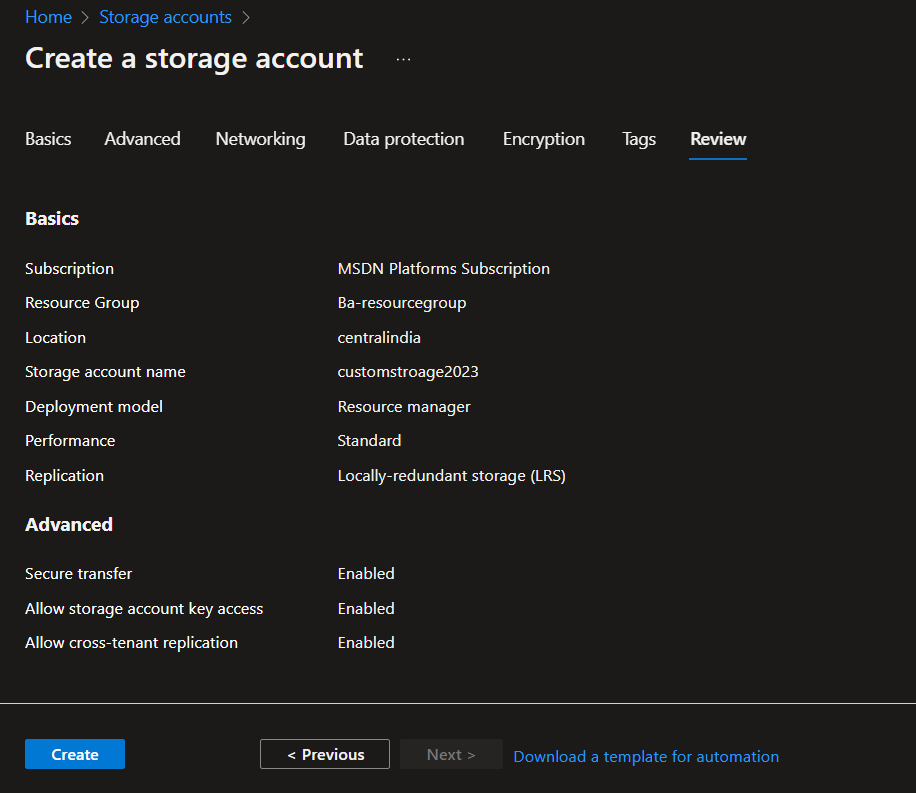 Home > Storage accounts >
Create a storage account ...
Basics Advanced Networking Data protection Encryption Tags Review
Basics
Subscription MSDN Platforms Subscription
Resource Group Ba-resourcegroup
Location centralindia
Storage account name customstroage2023
Deployment model Resource manager
Performance Standard
Replication Locally-redundant storage (LRS)
Advanced
Secure transfer Enabled
Allow storage account key access Enabled
Allow cross-tenant replication Enabled
Create < Previous Next > Download a template for automation